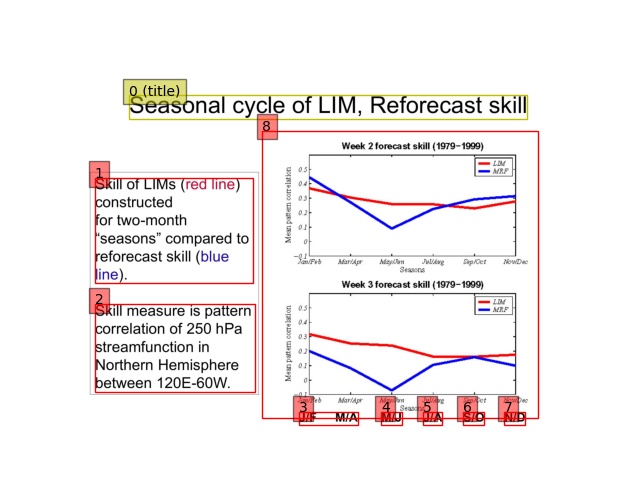 0 (title)
Seasonal cycle of LIM, Reforecast skill
8
1
Skill of LIMs (red line)
constructed
for two-month
“seasons” compared to
reforecast skill (blue
line).
2
Skill measure is pattern
correlation of 250 hPa
streamfunction in
Northern Hemisphere
between 120E-60W.
Week 2 forecast skill (1979−1999)
LIM
MRF
Mean pattern correlation
0.5
0.4
0.3
0.2
0.1
0
−0.1
Jan/Feb Mar/Apr May/Jun Jul/Aug Sep/Oct Nov/Dec
Seasons
Week 3 forecast skill (1979−1999)
LIM
MRF
Mean pattern correlation
0.5
0.4
0.3
0.2
0.1
0
−0.1
Mar/Apr
Seasons
3 4 5 6 7
J/F M/A M/J J/A S/O N/D